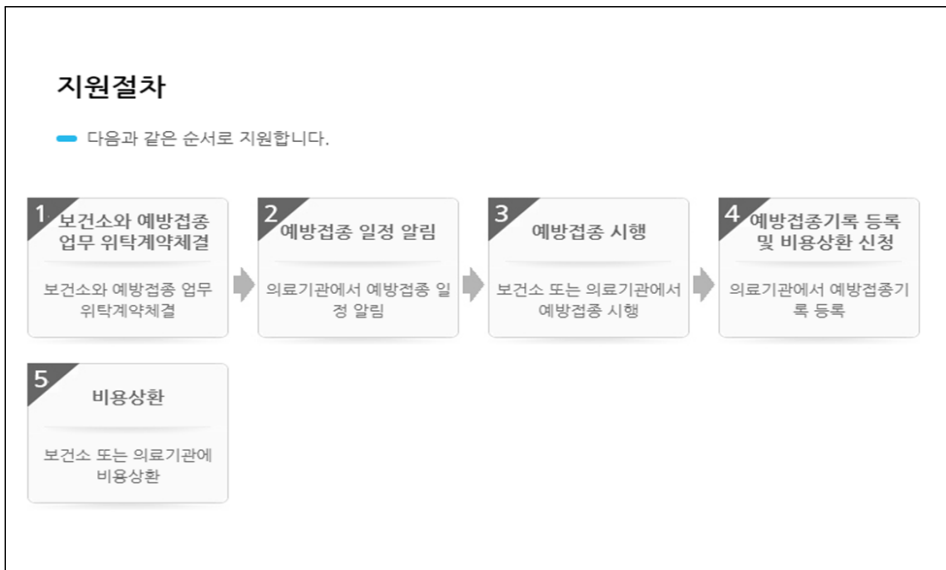 지원절차
다음과 같은 순서로 지원합니다.
1
보건소와 예방접종
업무 위탁계약체결
보건소와 예방접종 업무
위탁계약체결
2
예방접종 일정 알림
의료기관에서 예방접종 일
정 알림
3
예방접종 시행
보건소 또는 의료기관에서
예방접종 시행
4
예방접종기록 등록
및 비용상환 신청
의료기관에서 예방접종기
록 등록
5
비용상환
보건소 또는 의료기관에
비용상환